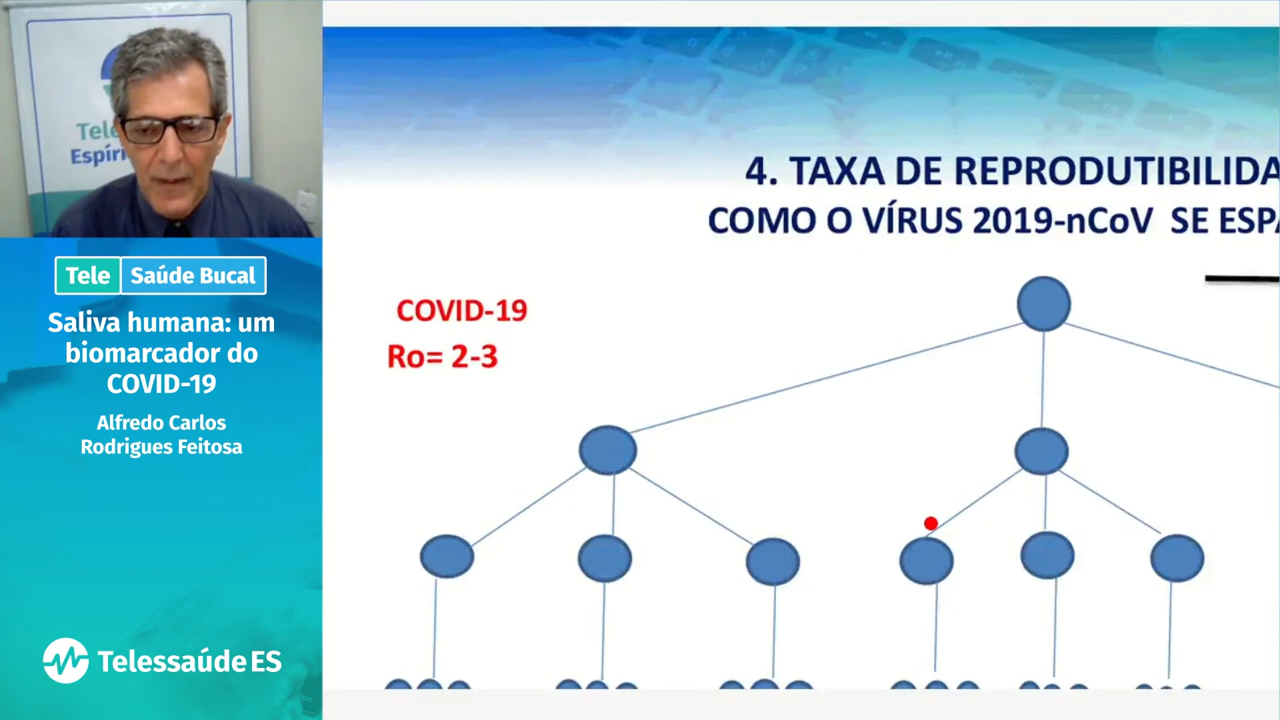 Tele
Espíri
Tele Saúde Bucal
Saliva humana: um
biomarcador do
COVID-19
Alfredo Carlos
Rodrigues Feitosa
Telessaúde ES
4. TAXA DE REPRODUTIBILIDA
COMO O VÍRUS 2019-nCoV SE ESPA
COVID-19
Ro= 2-3